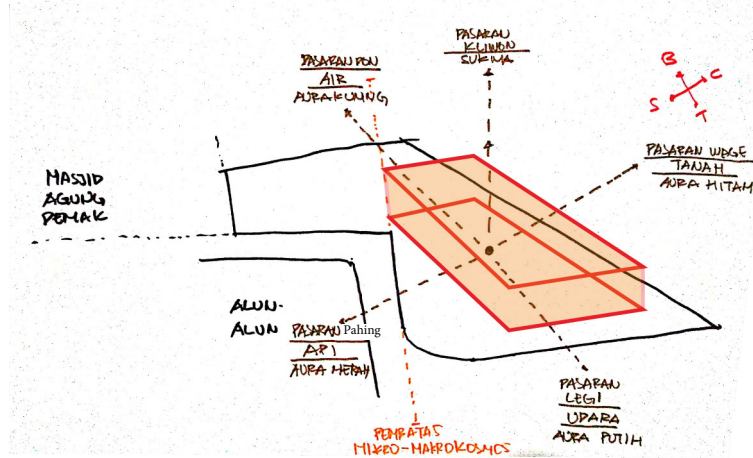 PASARAN
KLIWON
SUKMA
PASARAN PON
AIR
AURA KUNING
B
C
S
T
PASARAN WAGE
TANAH
AURA HITAM
MASJID
AGUNG
DEMAK
ALUN-
ALUN
PASARAN Pahing
API
AURA MERAH
PASARAN
LEGI
UDARA
AURA PUTIH
PEMBATAS
MIKRO-MAKROKOSMOS